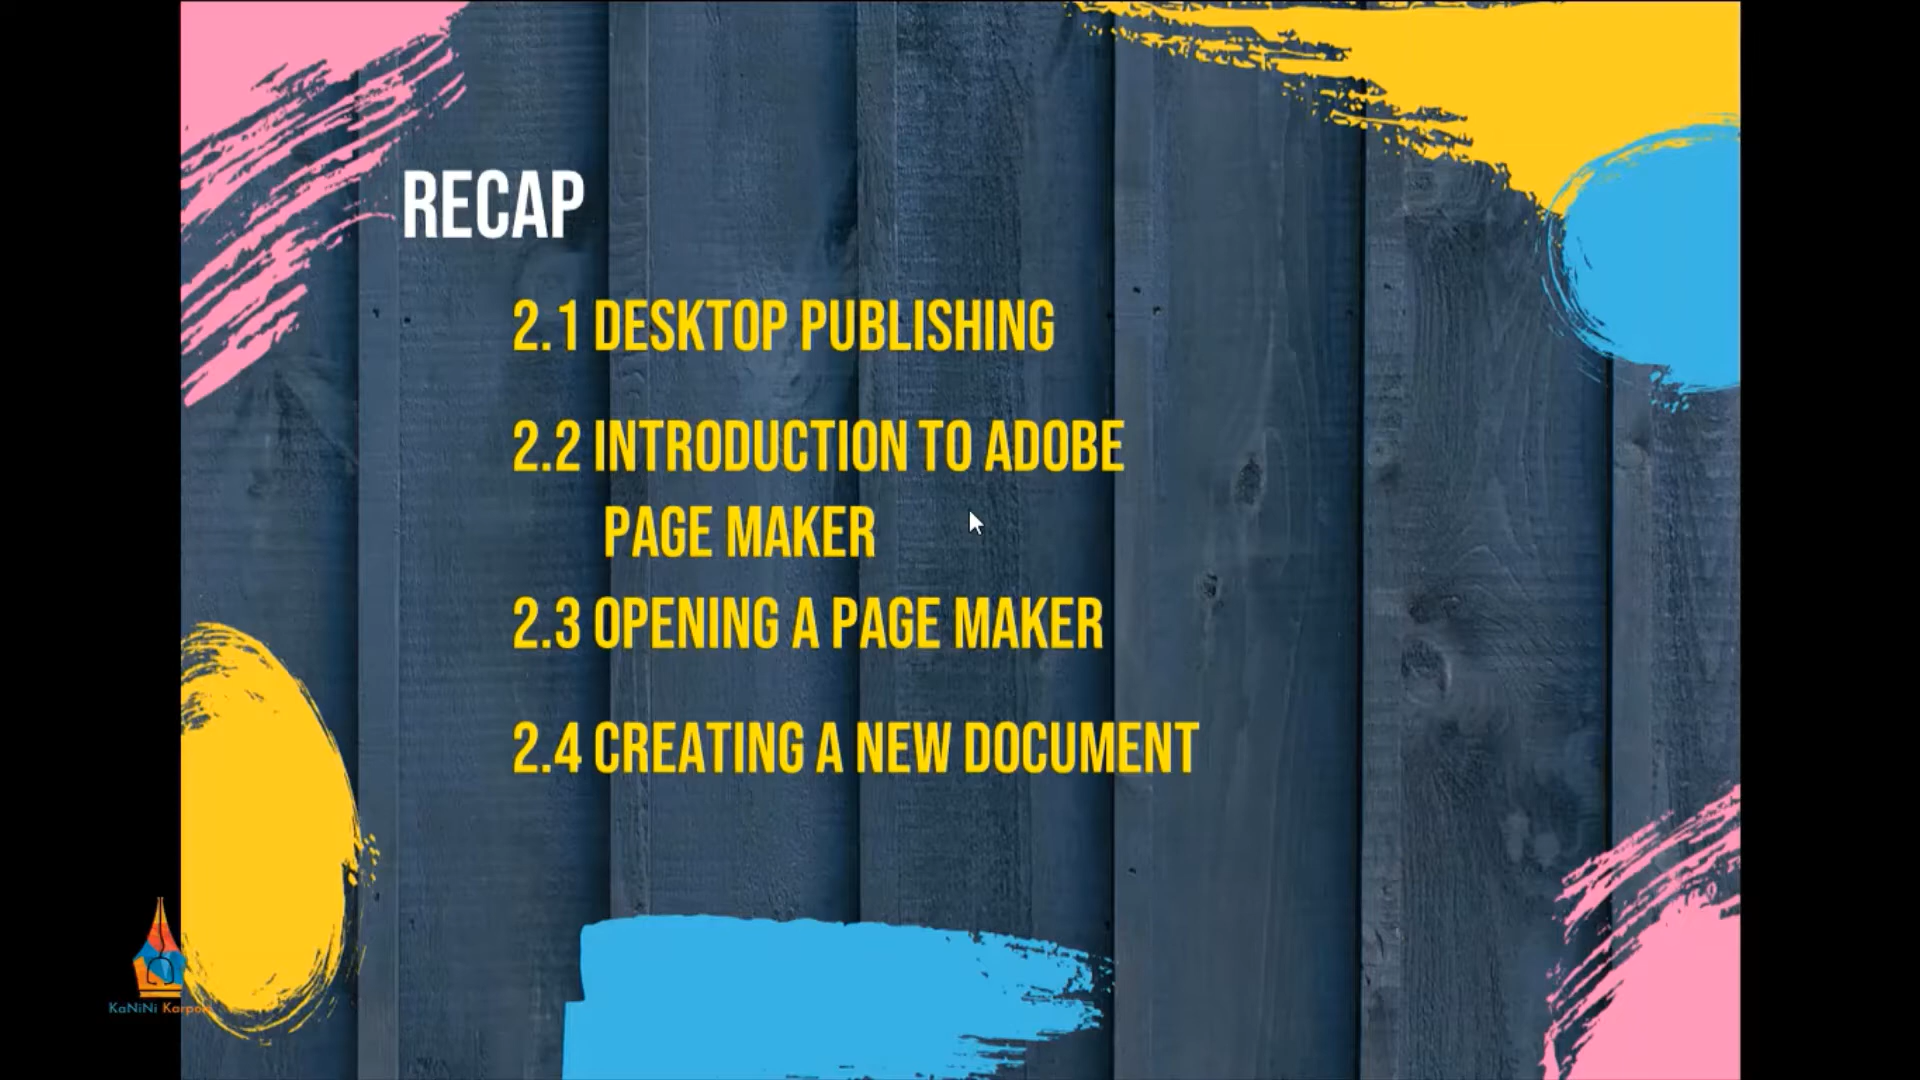 RECAP
2.1 DESKTOP PUBLISHING
2.2 INTRODUCTION TO ADOBE
PAGE MAKER
2.3 OPENING A PAGE MAKER
2.4 CREATING A NEW DOCUMENT
KaNiNi